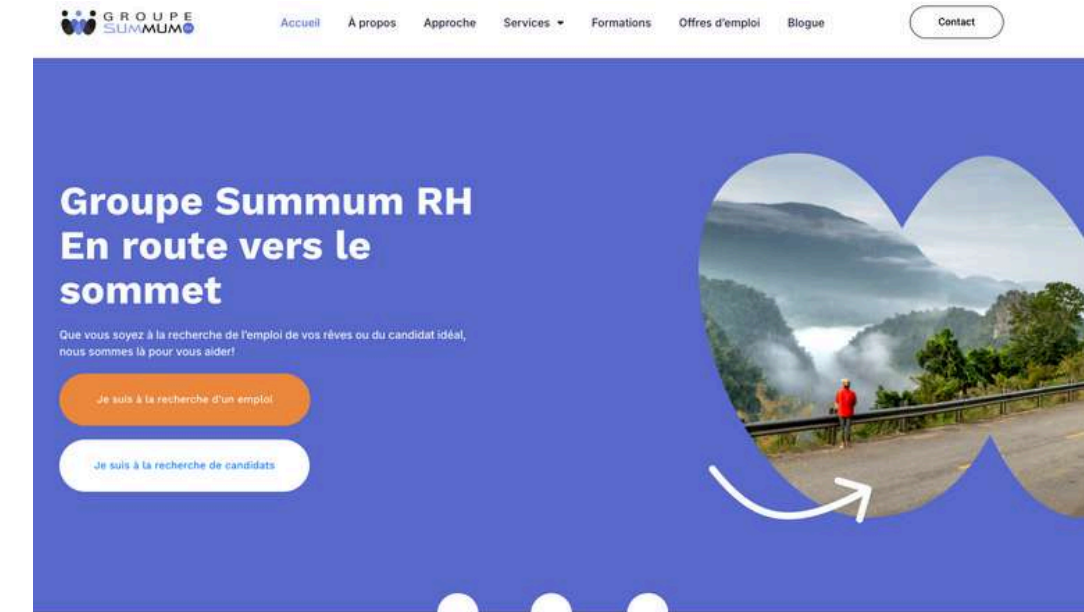 GROUPE
SUMMUM
Accueil
À propos
Approche
Services
Formations
Offres d'emploi
Blogue
Contact
Groupe Summum RH
En route vers le
sommet
Que vous soyez à la recherche de l'emploi de vos rêves ou du candidat idéal,
nous sommes là pour vous aider!
Je suis à la recherche d'un emploi
Je suis à la recherche de candidats